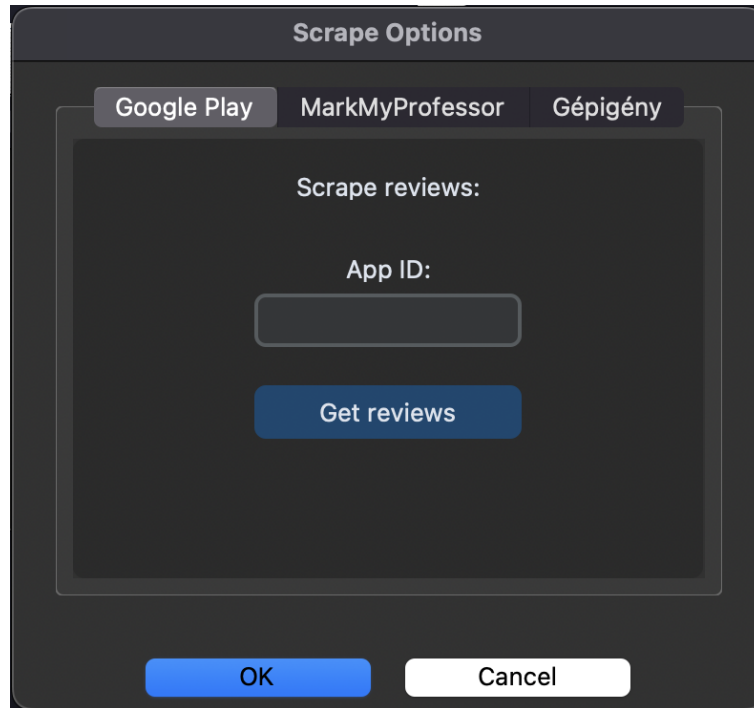 Scrape Options
Google Play MarkMyProfessor Gépigény
Scrape reviews:
App ID:
Get reviews
OK Cancel